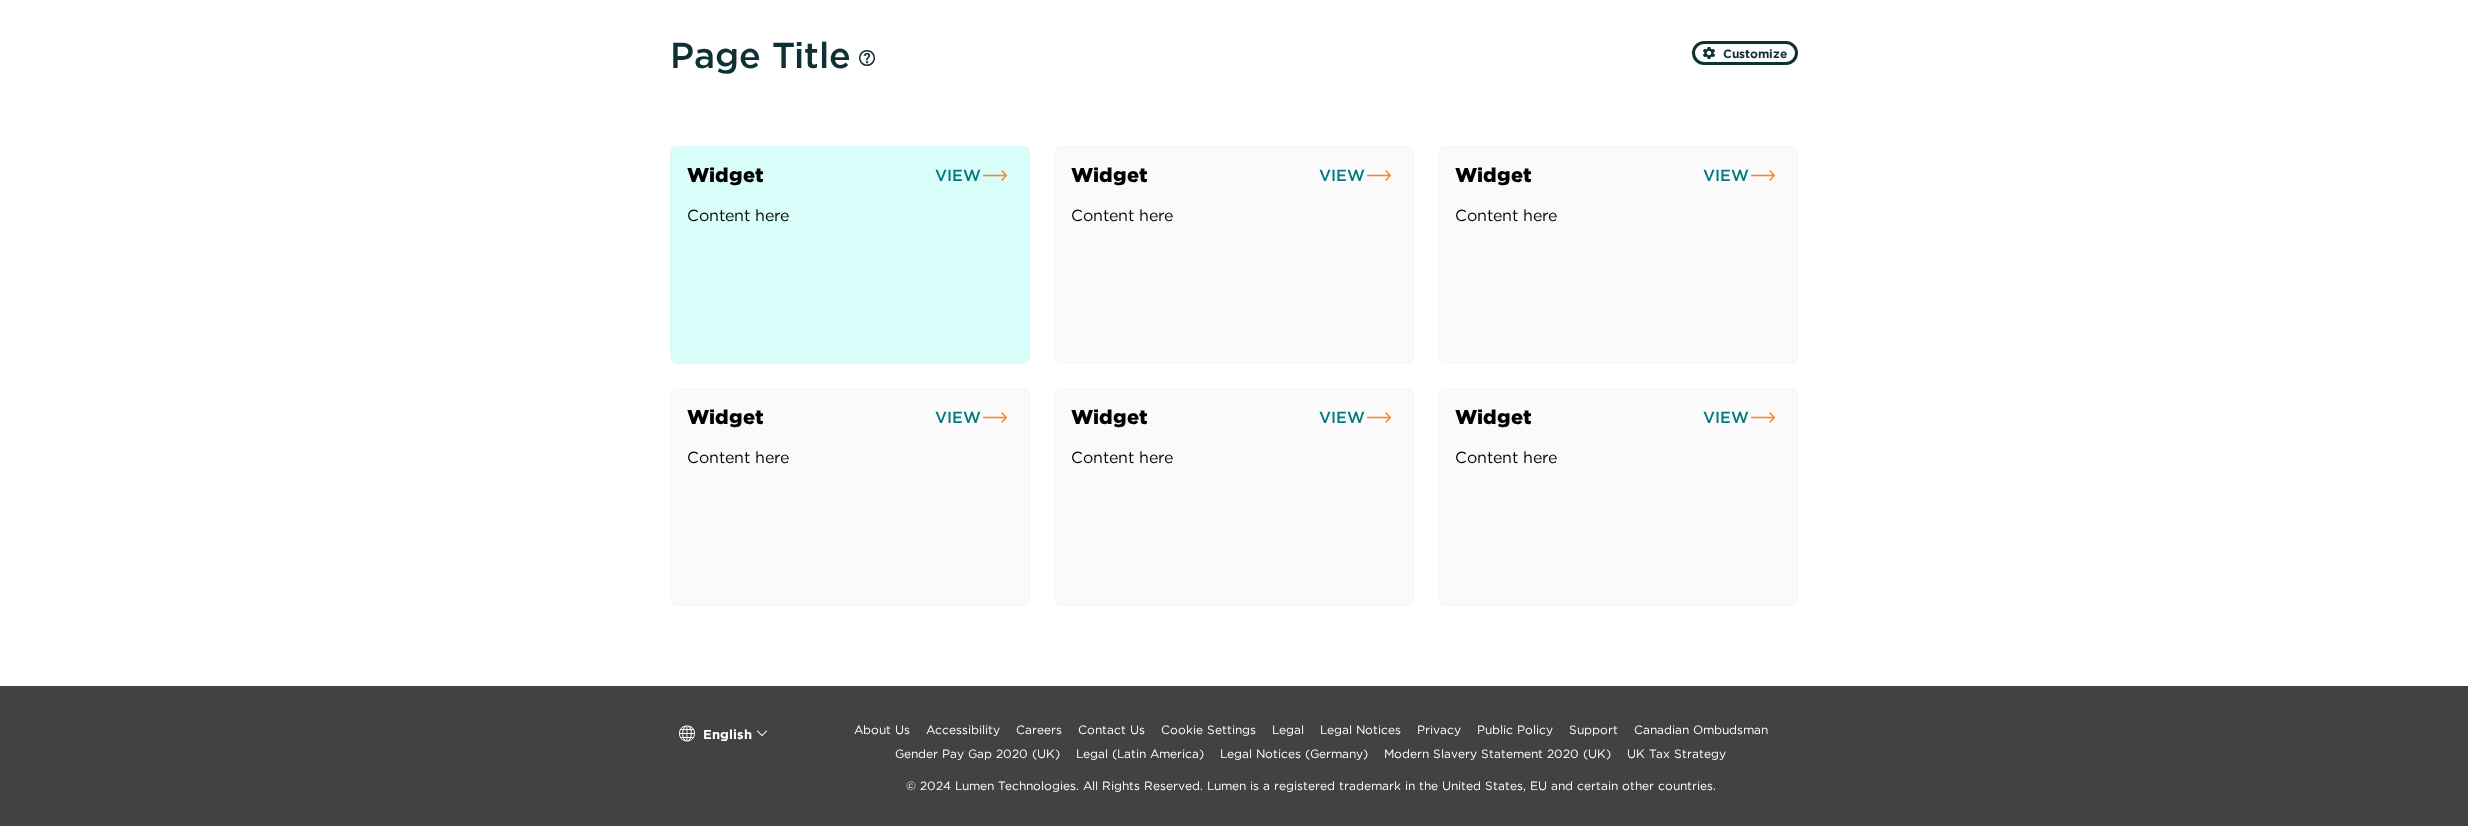 Page Title
Customize
Widget VIEW
Content here
Widget VIEW
Content here
Widget VIEW
Content here
Widget VIEW
Content here
Widget VIEW
Content here
Widget VIEW
Content here
English
About Us Accessibility Careers Contact Us Cookie Settings Legal Legal Notices Privacy Public Policy Support Canadian Ombudsman
Gender Pay Gap 2020 (UK) Legal (Latin America) Legal Notices (Germany) Modern Slavery Statement 2020 (UK) UK Tax Strategy
© 2024 Lumen Technologies. All Rights Reserved. Lumen is a registered trademark in the United States, EU and certain other countries.